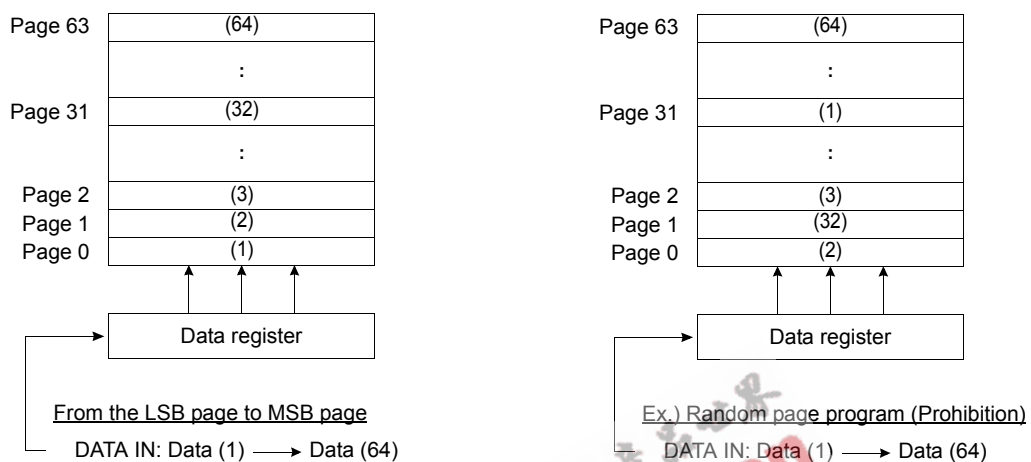 Page 63 (64)
:
Page 31 (32)
:
Page 2 (3)
Page 1 (2)
Page 0 (1)
Data register
From the LSB page to MSB page
DATA IN: Data (1) → Data (64)
Page 63 (64)
:
Page 31 (1)
:
Page 2 (3)
Page 1 (32)
Page 0 (2)
Data register
Ex.) Random page program (Prohibition)
DATA IN: Data (1) → Data (64)